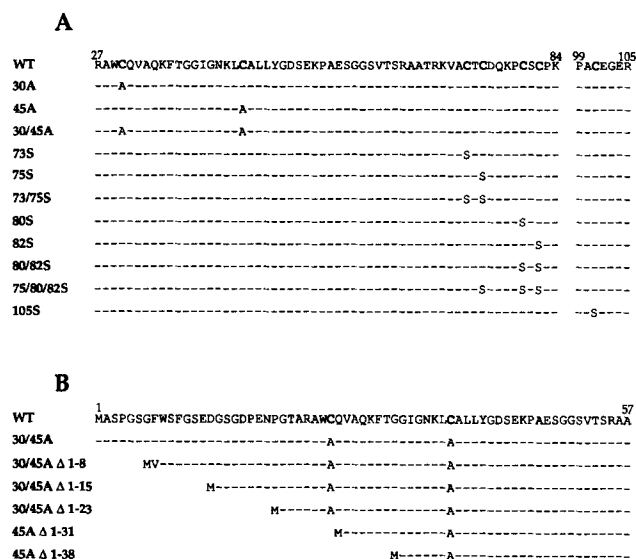 A
27 84 99 105
WT RAWCQVAQKFTGGIGNKLCALLYGDSEKPAESGGSVTSRAATRKVACTCDQKPCSCPK PACEGER
30A ---A------------------------------------------------------ -------
45A ------------------A--------------------------------------- -------
30/45A ---A--------------A--------------------------------------- -------
73S ----------------------------------------------S----------- -------
75S ------------------------------------------------S--------- -------
73/75S ----------------------------------------------S-S--------- -------
80S -----------------------------------------------------S---- -------
82S -------------------------------------------------------S-- -------
80/82S -----------------------------------------------------S-S-- -------
75/80/82S ------------------------------------------------S----S-S-- -------
105S ---------------------------------------------------------- --S----
B
1 57
WT MASPGSGFWSFGSEDGSGDPENPGTARAWCQVAQKFTGGIGNKLCALLYGDSEKPAESGGSVTSRAA
30/45A -----------------------------A--------------A----------------------
30/45A Δ 1-8 MV---------------------A--------------A----------------------
30/45A Δ 1-15 M--------------A--------------A----------------------
30/45A Δ 1-23 M------A--------------A----------------------
45A Δ 1-31 M-------------A----------------------
45A Δ 1-38 M------A----------------------